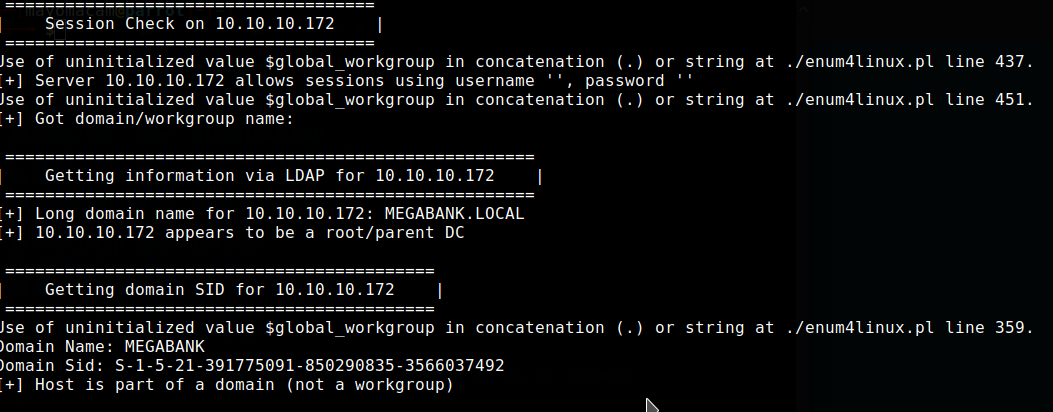 =====================================
|    Session Check on 10.10.10.172    |
=====================================
Use of uninitialized value $global_workgroup in concatenation (.) or string at ./enum4linux.pl line 437.
[+] Server 10.10.10.172 allows sessions using username '', password ''
Use of uninitialized value $global_workgroup in concatenation (.) or string at ./enum4linux.pl line 451.
[+] Got domain/workgroup name:
=====================================================
|    Getting information via LDAP for 10.10.10.172    |
=====================================================
[+] Long domain name for 10.10.10.172: MEGABANK.LOCAL
[+] 10.10.10.172 appears to be a root/parent DC
===========================================
|    Getting domain SID for 10.10.10.172    |
===========================================
Use of uninitialized value $global_workgroup in concatenation (.) or string at ./enum4linux.pl line 359.
Domain Name: MEGABANK
Domain Sid: S-1-5-21-391775091-850290835-3566037492
[+] Host is part of a domain (not a workgroup)